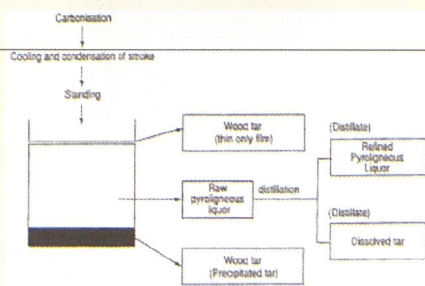 Carbonisation
Cooling and condensation of smoke
Standing
Wood tar
(thin only film)
(Distillate)
Refined
Pyroligneous
Liquor
Raw
pyroligneous
liquor
distillation
(Distillate)
Dissolved tar
Wood tar
(Precipitated tar)